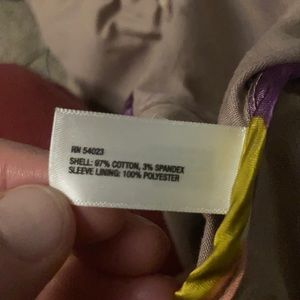 RN 54023
SHELL: 97% COTTON, 3% SPANDEX
SLEEVE LINING: 100% POLYESTER